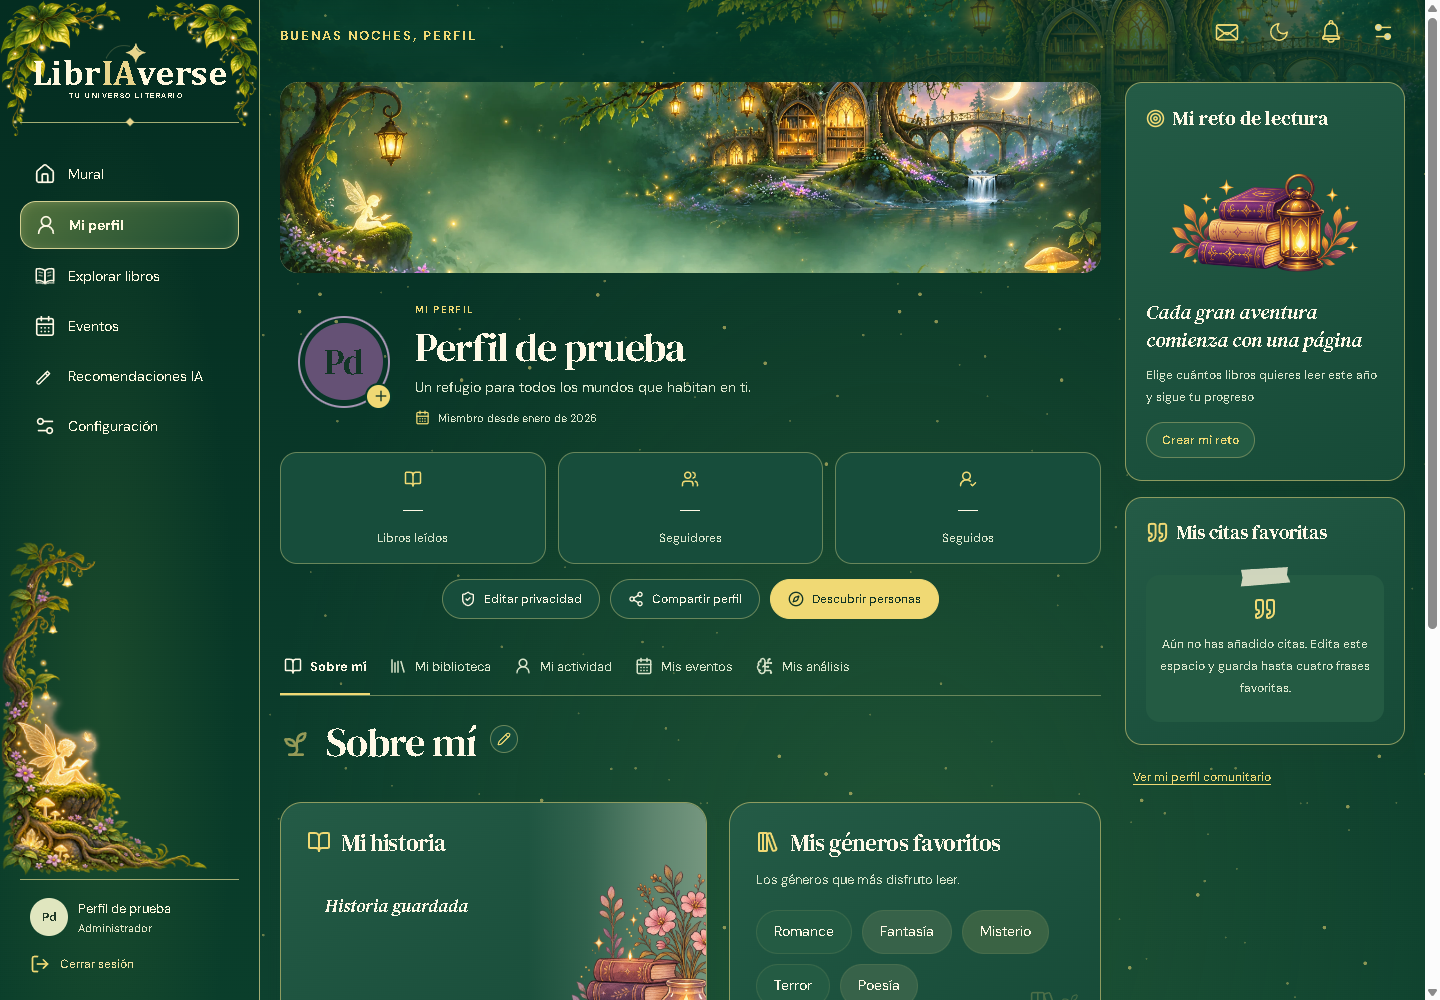 LibrIAverse
TU UNIVERSO LITERARIO
Mural
Mi perfil
Explorar libros
Eventos
Recomendaciones IA
Configuración
Pd
Perfil de prueba
Administrador
Cerrar sesión
BUENAS NOCHES, PERFIL
Pd
MI PERFIL
Perfil de prueba
Un refugio para todos los mundos que habitan en ti.
Miembro desde enero de 2026
—
Libros leídos
—
Seguidores
—
Seguidos
Editar privacidad
Compartir perfil
Descubrir personas
Sobre mí
Mi biblioteca
Mi actividad
Mis eventos
Mis análisis
Sobre mí
Mi historia
Historia guardada
Mis géneros favoritos
Los géneros que más disfruto leer.
Romance
Fantasía
Misterio
Terror
Poesía
Mi reto de lectura
Cada gran aventura
comienza con una página
Elige cuántos libros quieres leer este año
y sigue tu progreso
Crear mi reto
Mis citas favoritas
Aún no has añadido citas. Edita este
espacio y guarda hasta cuatro frases
favoritas.
Ver mi perfil comunitario